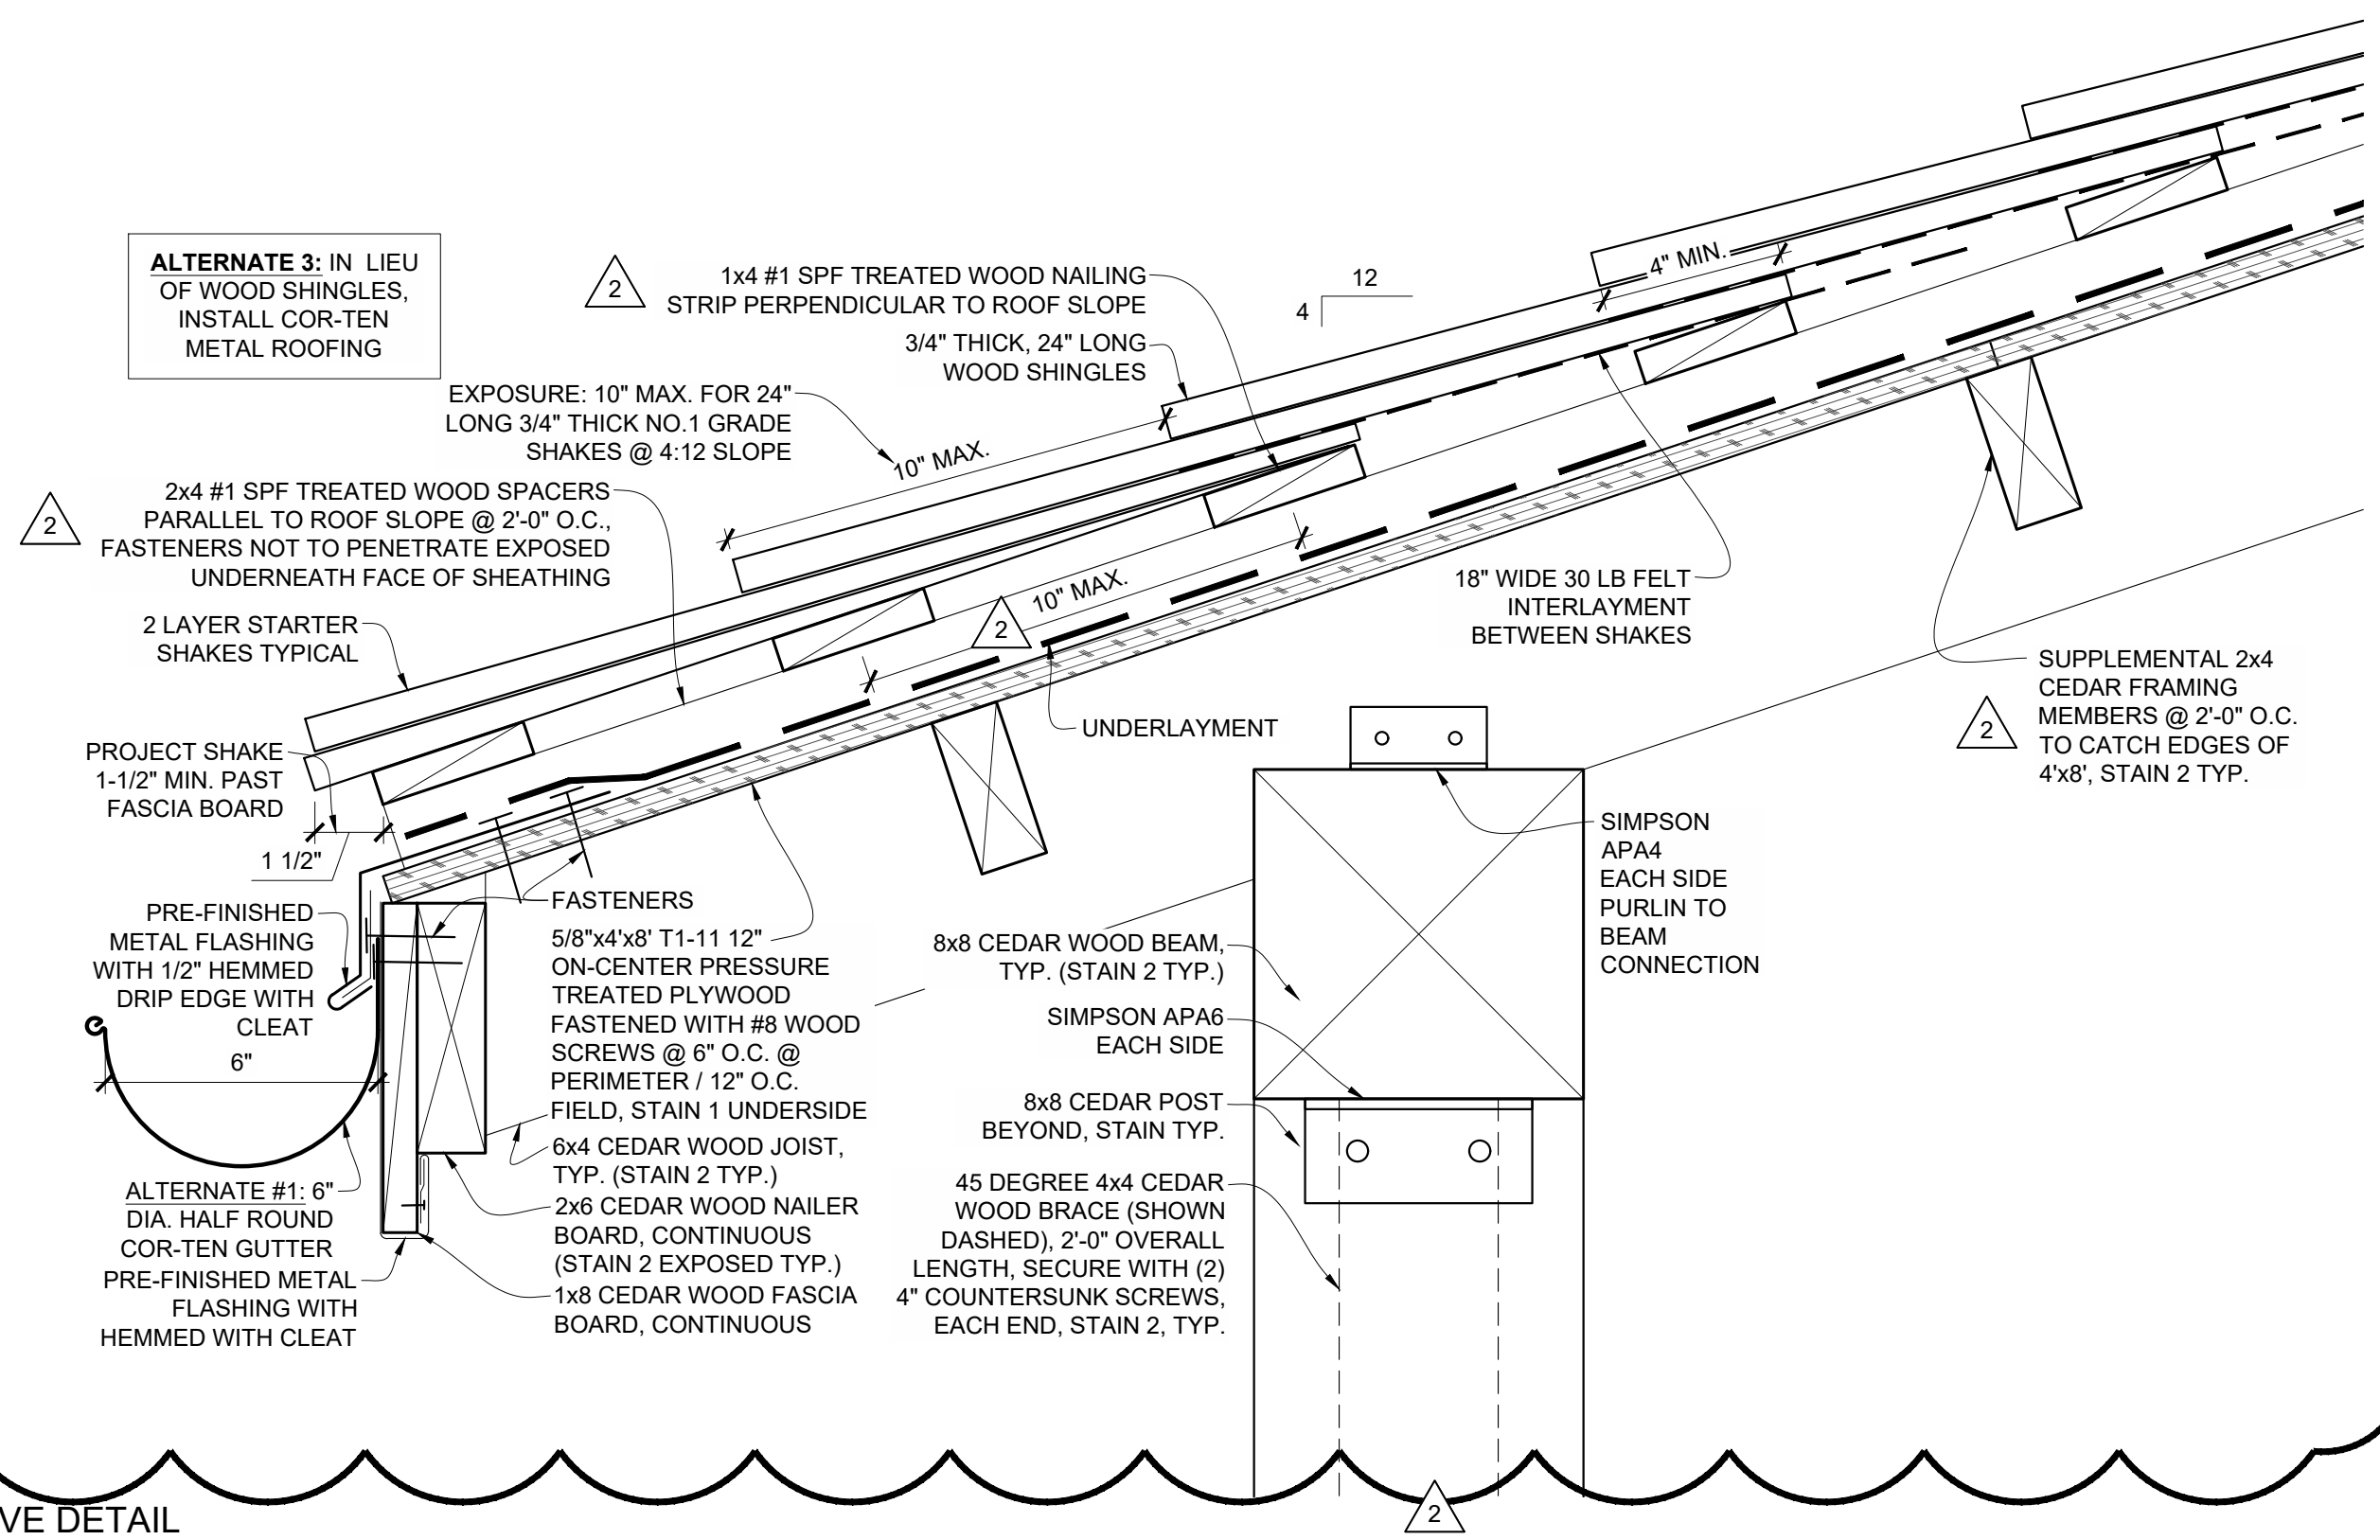 ALTERNATE 3: IN LIEU
OF WOOD SHINGLES,
INSTALL COR-TEN
METAL ROOFING
2
1x4 #1 SPF TREATED WOOD NAILING
STRIP PERPENDICULAR TO ROOF SLOPE
3/4" THICK, 24" LONG
WOOD SHINGLES
12
4
4" MIN.
EXPOSURE: 10" MAX. FOR 24"
LONG 3/4" THICK NO.1 GRADE
SHAKES @ 4:12 SLOPE
10" MAX.
2
2x4 #1 SPF TREATED WOOD SPACERS
PARALLEL TO ROOF SLOPE @ 2'-0" O.C.,
FASTENERS NOT TO PENETRATE EXPOSED
UNDERNEATH FACE OF SHEATHING
10" MAX.
2
18" WIDE 30 LB FELT
INTERLAYMENT
BETWEEN SHAKES
2 LAYER STARTER
SHAKES TYPICAL
UNDERLAYMENT
2
SUPPLEMENTAL 2x4
CEDAR FRAMING
MEMBERS @ 2'-0" O.C.
TO CATCH EDGES OF
4'x8', STAIN 2 TYP.
PROJECT SHAKE
1-1/2" MIN. PAST
FASCIA BOARD
1 1/2"
SIMPSON
APA4
EACH SIDE
PURLIN TO
BEAM
CONNECTION
PRE-FINISHED
METAL FLASHING
WITH 1/2" HEMMED
DRIP EDGE WITH
CLEAT
6"
FASTENERS
5/8"x4'x8' T1-11 12"
ON-CENTER PRESSURE
TREATED PLYWOOD
FASTENED WITH #8 WOOD
SCREWS @ 6" O.C. @
PERIMETER / 12" O.C.
FIELD, STAIN 1 UNDERSIDE
6x4 CEDAR WOOD JOIST,
TYP. (STAIN 2 TYP.)
2x6 CEDAR WOOD NAILER
BOARD, CONTINUOUS
(STAIN 2 EXPOSED TYP.)
1x8 CEDAR WOOD FASCIA
BOARD, CONTINUOUS
8x8 CEDAR WOOD BEAM,
TYP. (STAIN 2 TYP.)
SIMPSON APA6
EACH SIDE
8x8 CEDAR POST
BEYOND, STAIN TYP.
45 DEGREE 4x4 CEDAR
WOOD BRACE (SHOWN
DASHED), 2'-0" OVERALL
LENGTH, SECURE WITH (2)
4" COUNTERSUNK SCREWS,
EACH END, STAIN 2, TYP.
ALTERNATE #1: 6"
DIA. HALF ROUND
COR-TEN GUTTER
PRE-FINISHED METAL
FLASHING WITH
HEMMED WITH CLEAT
2
VE DETAIL